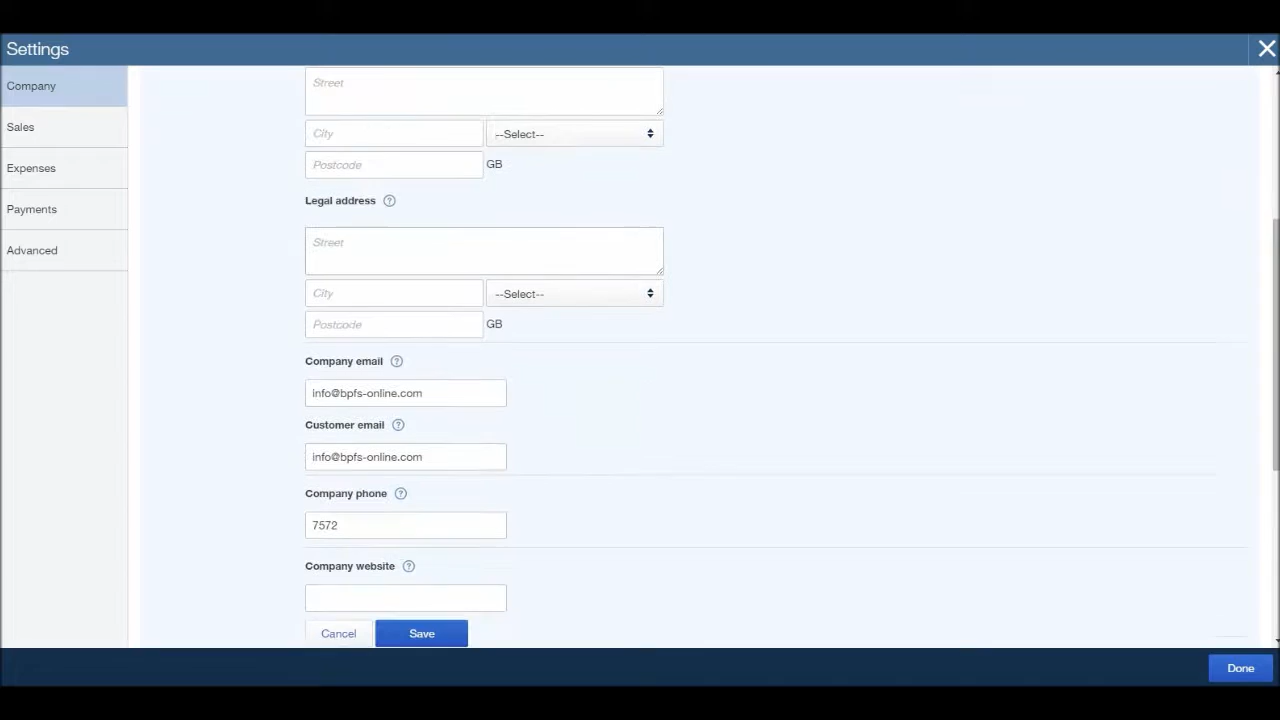 Settings
Company
Sales
Expenses
Payments
Advanced
Street
City
--Select--
Postcode
GB
Legal address ?
Street
City
--Select--
Postcode
GB
Company email ?
info@bpfs-online.com
Customer email ?
info@bpfs-online.com
Company phone ?
7572
Company website ?
Cancel
Save
Done